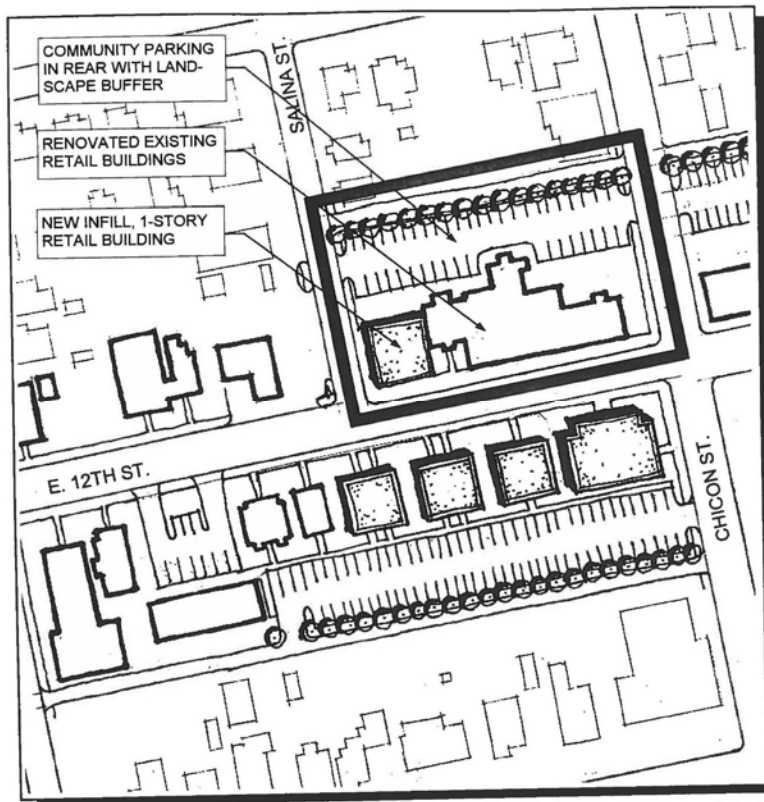 COMMUNITY PARKING
IN REAR WITH LAND-
SCAPE BUFFER
RENOVATED EXISTING
RETAIL BUILDINGS
NEW INFILL, 1-STORY
RETAIL BUILDING
SALINA ST.
E. 12TH ST.
CHICON ST.